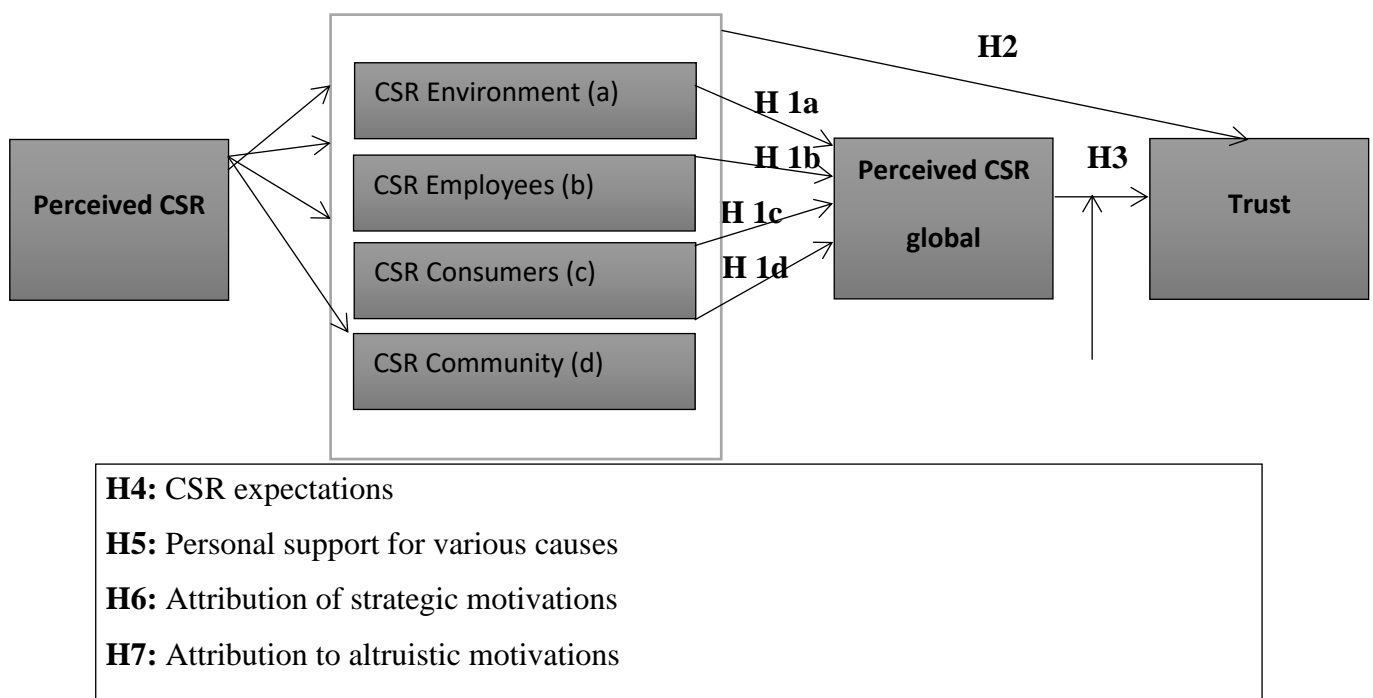 H2
CSR Environment (a)
H 1a
Perceived CSR
CSR Employees (b)
H 1b
Perceived CSR
global
H3
Trust
H 1c
CSR Consumers (c)
H 1d
CSR Community (d)
H4: CSR expectations
H5: Personal support for various causes
H6: Attribution of strategic motivations
H7: Attribution to altruistic motivations